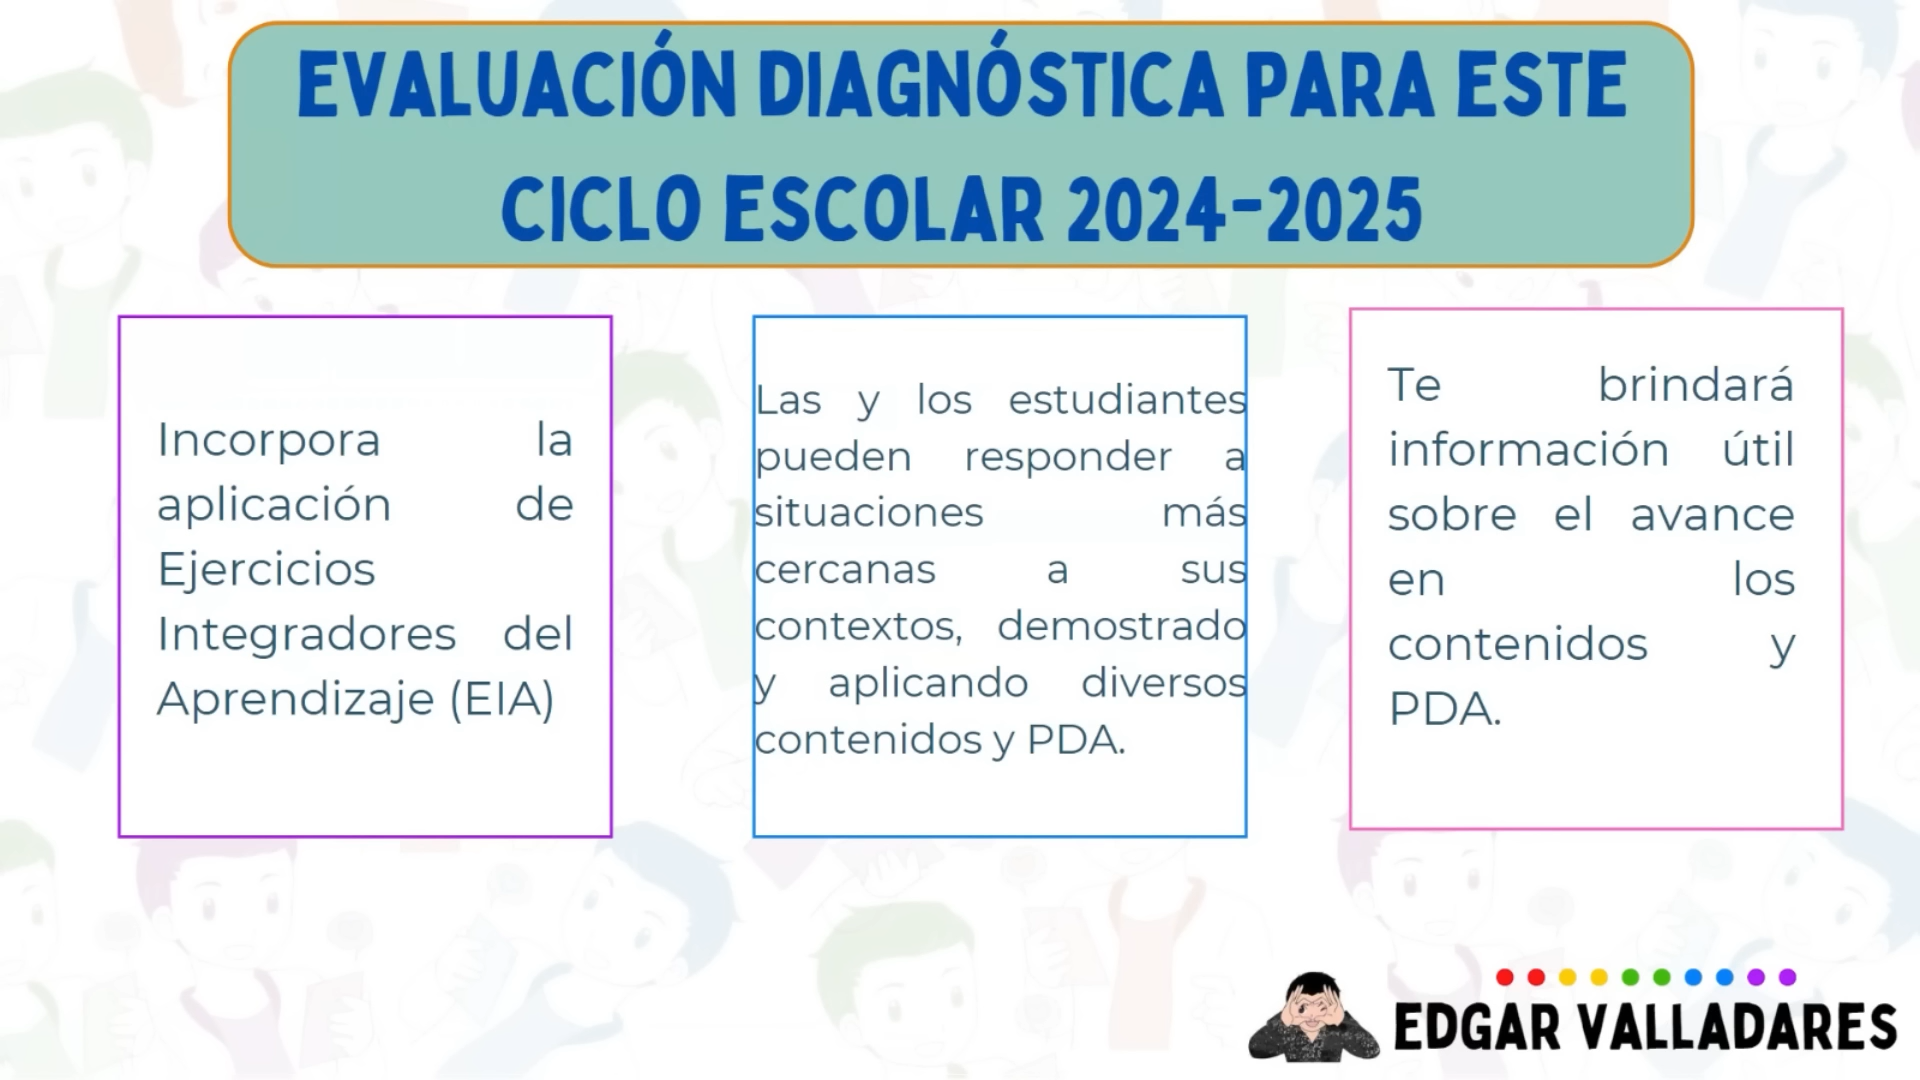 EVALUACIÓN DIAGNÓSTICA PARA ESTE
CICLO ESCOLAR 2024-2025
Incorpora la
aplicación de
Ejercicios
Integradores del
Aprendizaje (EIA)
Las y los estudiantes
pueden responder a
situaciones más
cercanas a sus
contextos, demostrado
y aplicando diversos
contenidos y PDA.
Te brindará
información útil
sobre el avance
en los
contenidos y
PDA.
EDGAR VALLADARES